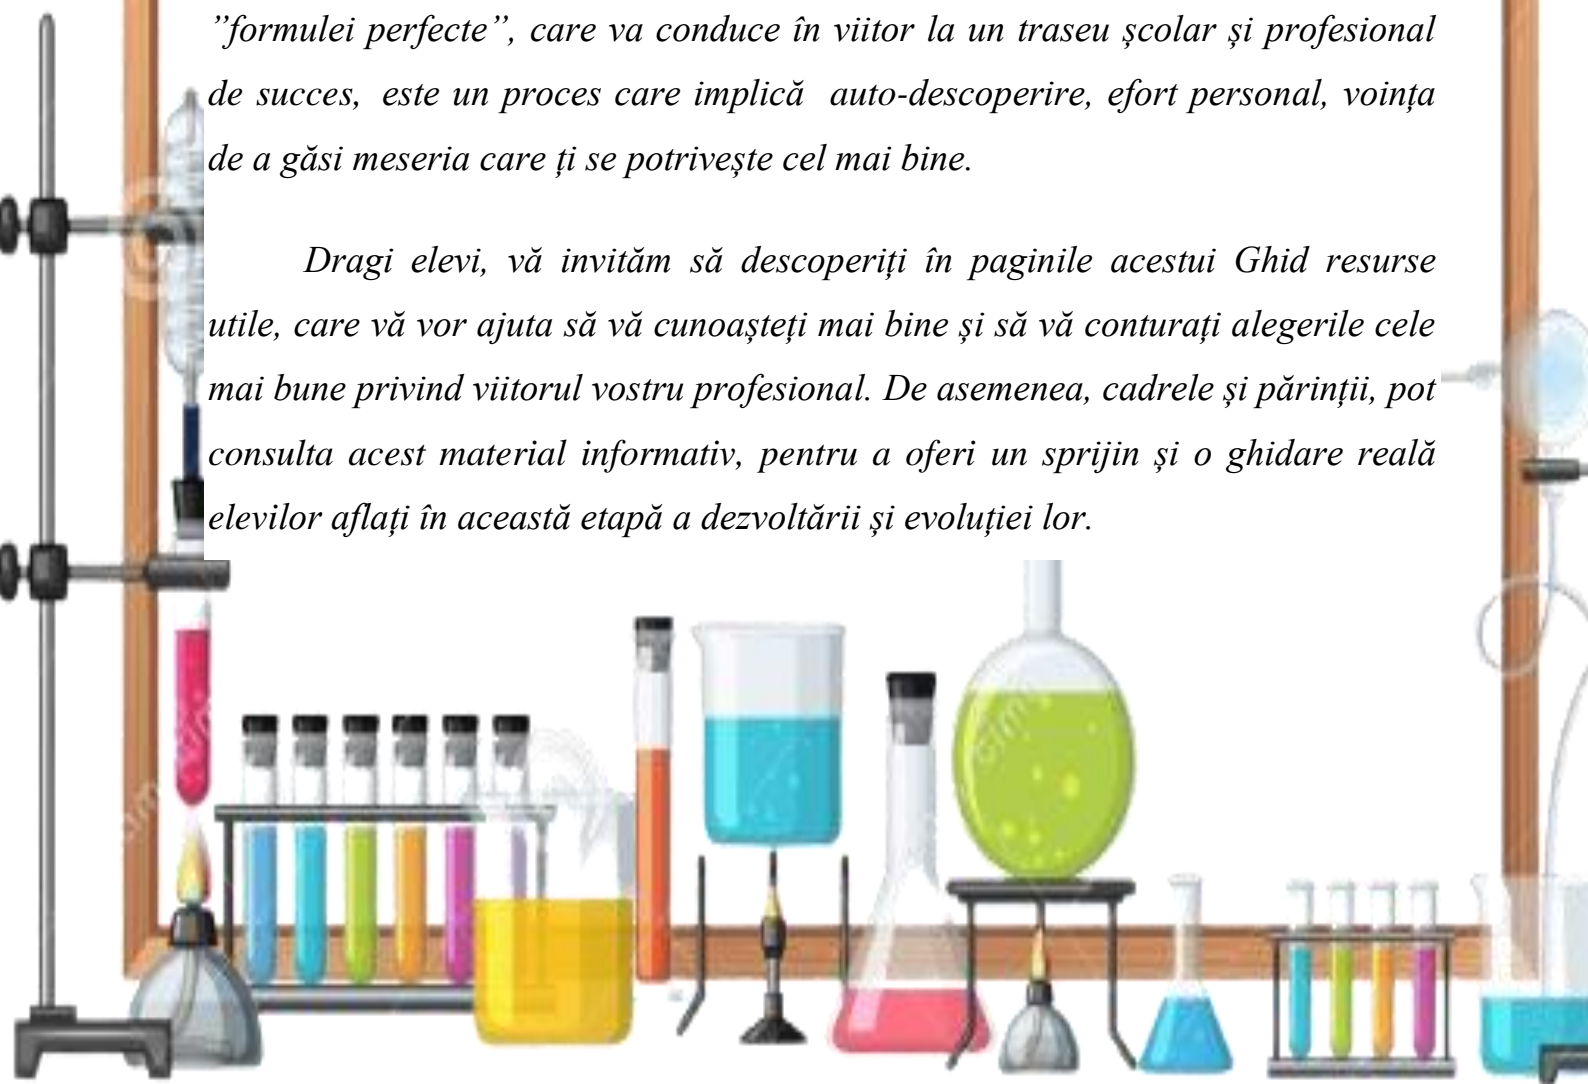 ”formulei perfecte”, care va conduce în viitor la un traseu școlar și profesional
de succes, este un proces care implică auto-descoperire, efort personal, voința
de a găsi meseria care ți se potrivește cel mai bine.
Dragi elevi, vă invităm să descoperiți în paginile acestui Ghid resurse
utile, care vă vor ajuta să vă cunoașteți mai bine și să vă conturați alegerile cele
mai bune privind viitorul vostru profesional. De asemenea, cadrele și părinții, pot
consulta acest material informativ, pentru a oferi un sprijin și o ghidare reală
elevilor aflați în această etapă a dezvoltării și evoluției lor.